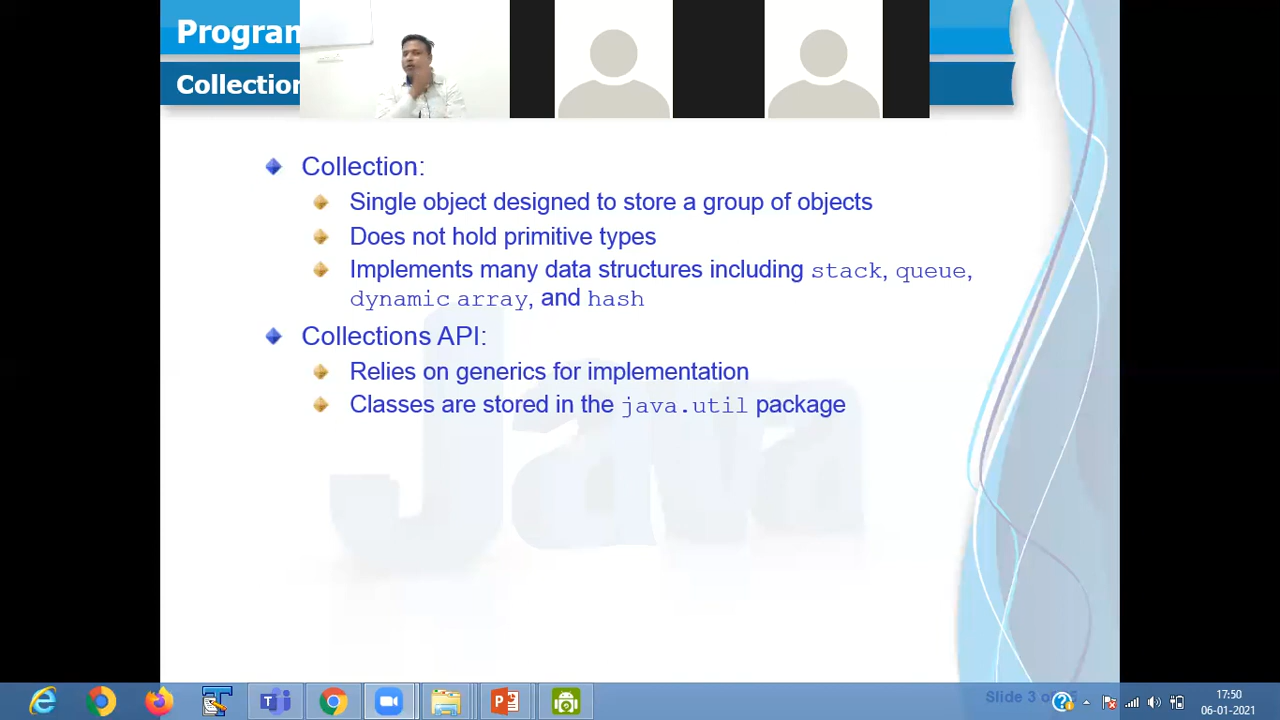 Collection:
Single object designed to store a group of objects
Does not hold primitive types
Implements many data structures including stack, queue,
dynamic array, and hash
Collections API:
Relies on generics for implementation
Classes are stored in the java.util package
Java
Slide 3 of
17:50
06-01-2021